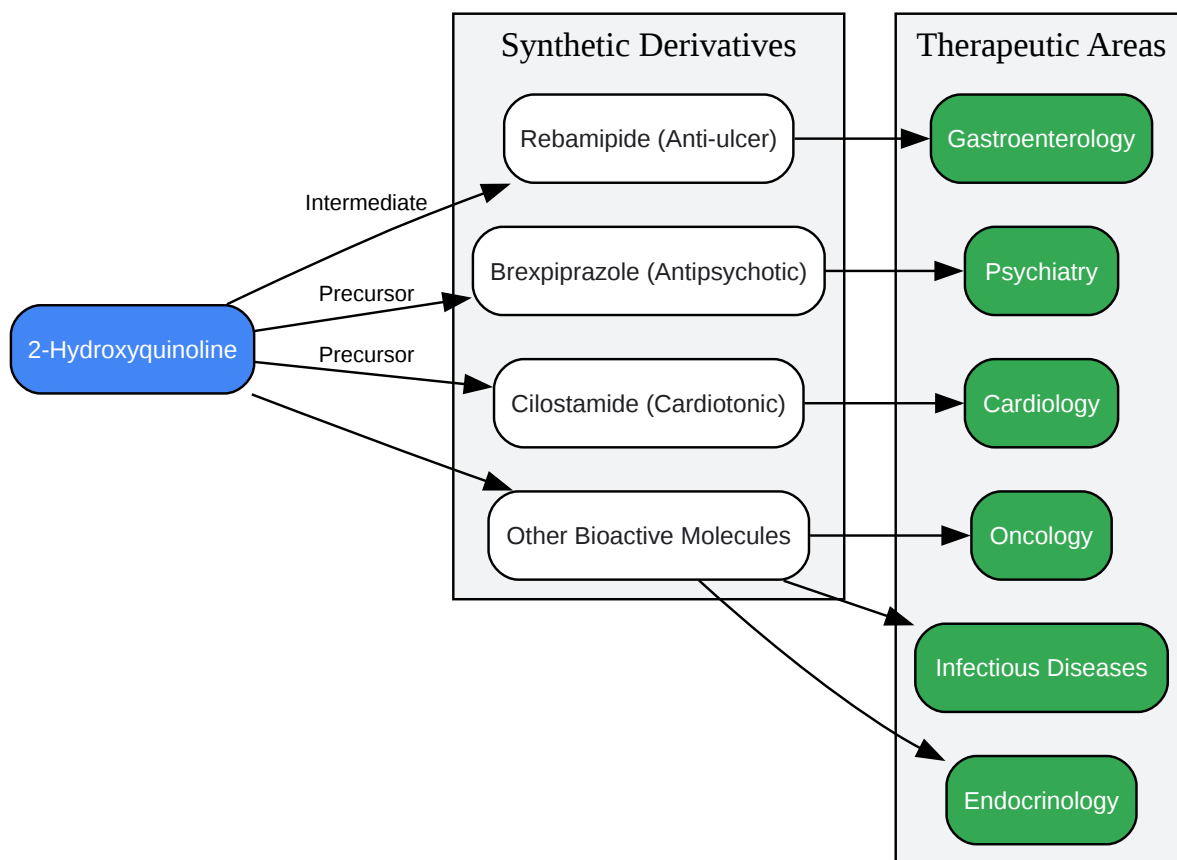 Synthetic Derivatives
Therapeutic Areas
Rebamipide (Anti-ulcer)
Gastroenterology
Intermediate
Brexpiprazole (Antipsychotic)
Psychiatry
Precursor
2-Hydroxyquinoline
Precursor
Cilostamide (Cardiotonic)
Cardiology
Other Bioactive Molecules
Oncology
Infectious Diseases
Endocrinology